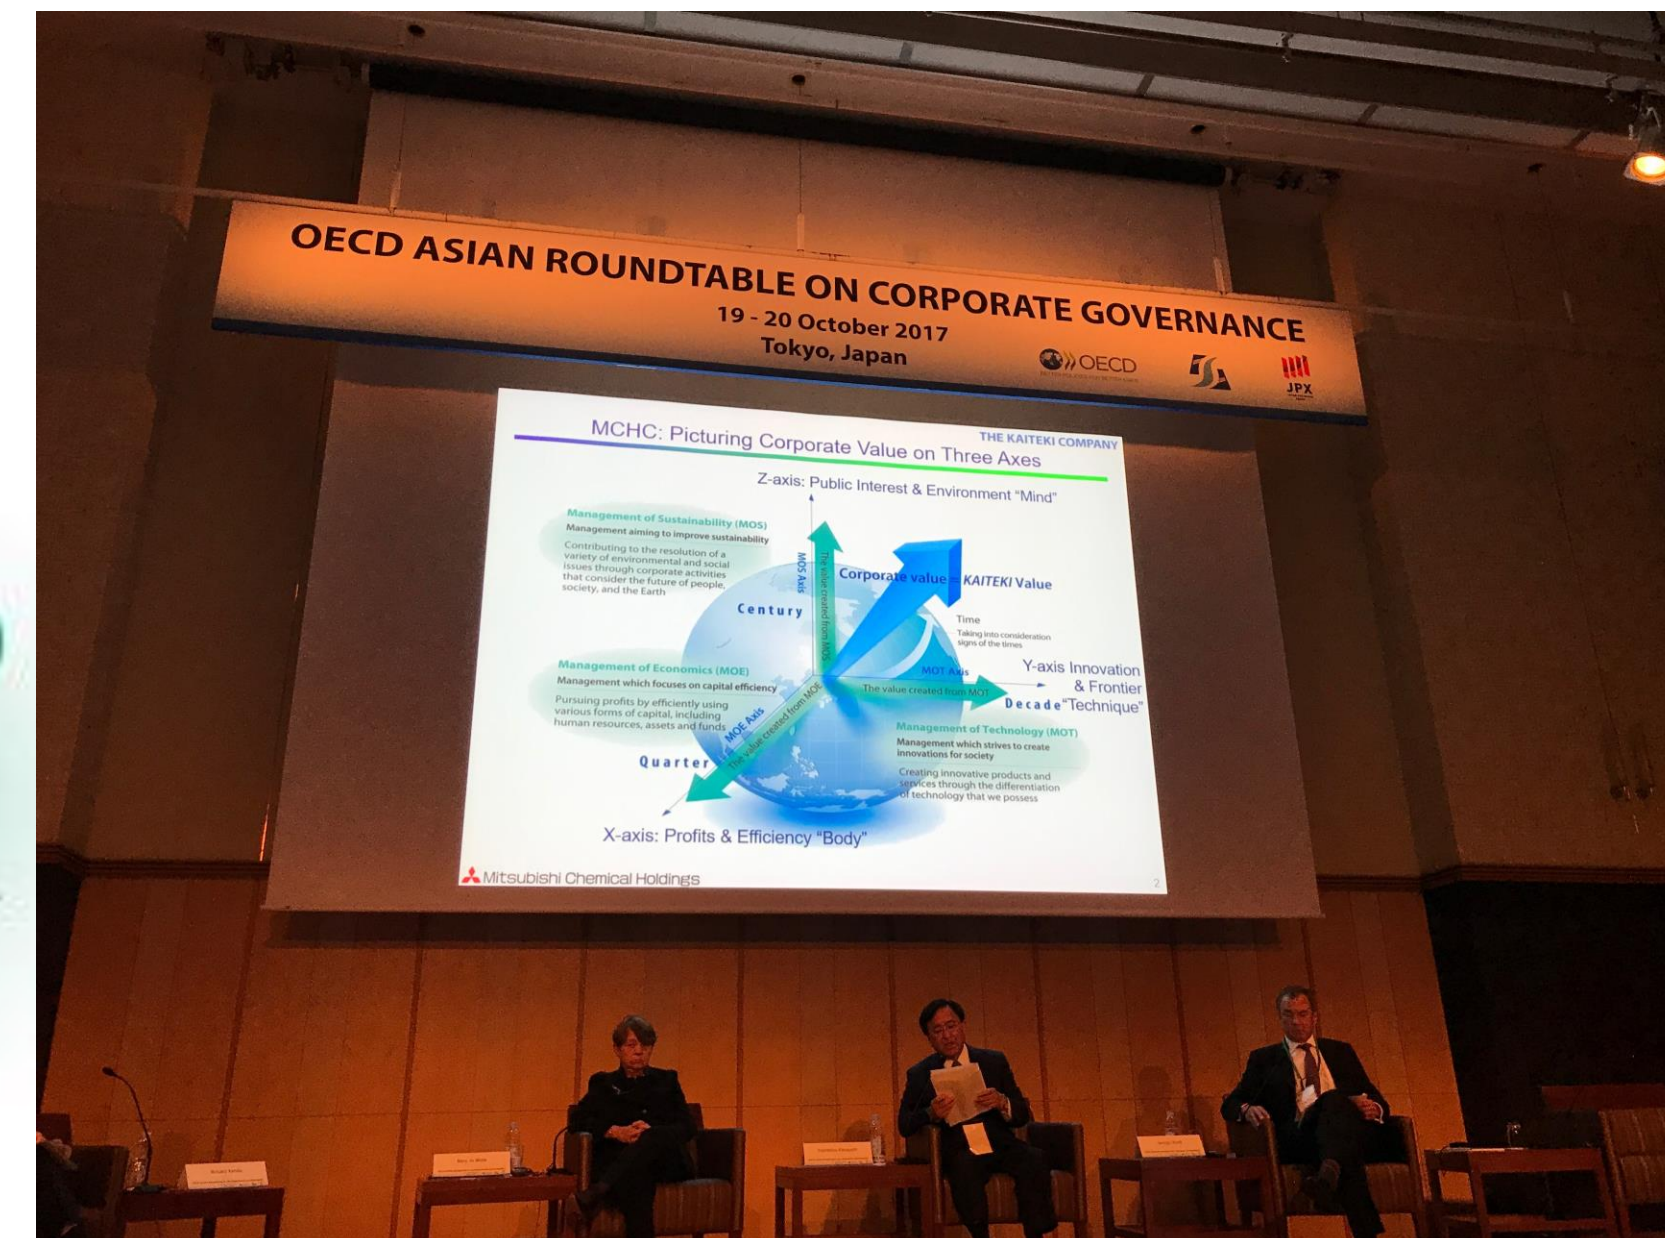 OECD ASIAN ROUNDTABLE ON CORPORATE GOVERNANCE
19 - 20 October 2017
Tokyo, Japan
OECD
JPX
MCHC: Picturing Corporate Value on Three Axes
THE KAITEKI COMPANY
Z-axis: Public Interest & Environment “Mind”
Management of Sustainability (MOS)
Management aiming to improve sustainability
Contributing to the resolution of a
variety of environmental and social
issues through corporate activities
that consider the future of people,
society, and the Earth
MOS Axis
The value created from MOS
Century
Corporate value = KAITEKI Value
Time
Taking into consideration
signs of the times
Management of Economics (MOE)
Management which focuses on capital efficiency
Pursuing profits by efficiently using
various forms of capital, including
human resources, assets and funds
MOE Axis
The value created from MOE
Quarter
MOT Axis
The value created from MOT
Y-axis Innovation
& Frontier
Decade “Technique”
Management of Technology (MOT)
Management which strives to create
innovations for society
Creating innovative products and
services through the differentiation
of technology that we possess
X-axis: Profits & Efficiency “Body”
Mitsubishi Chemical Holdings
2